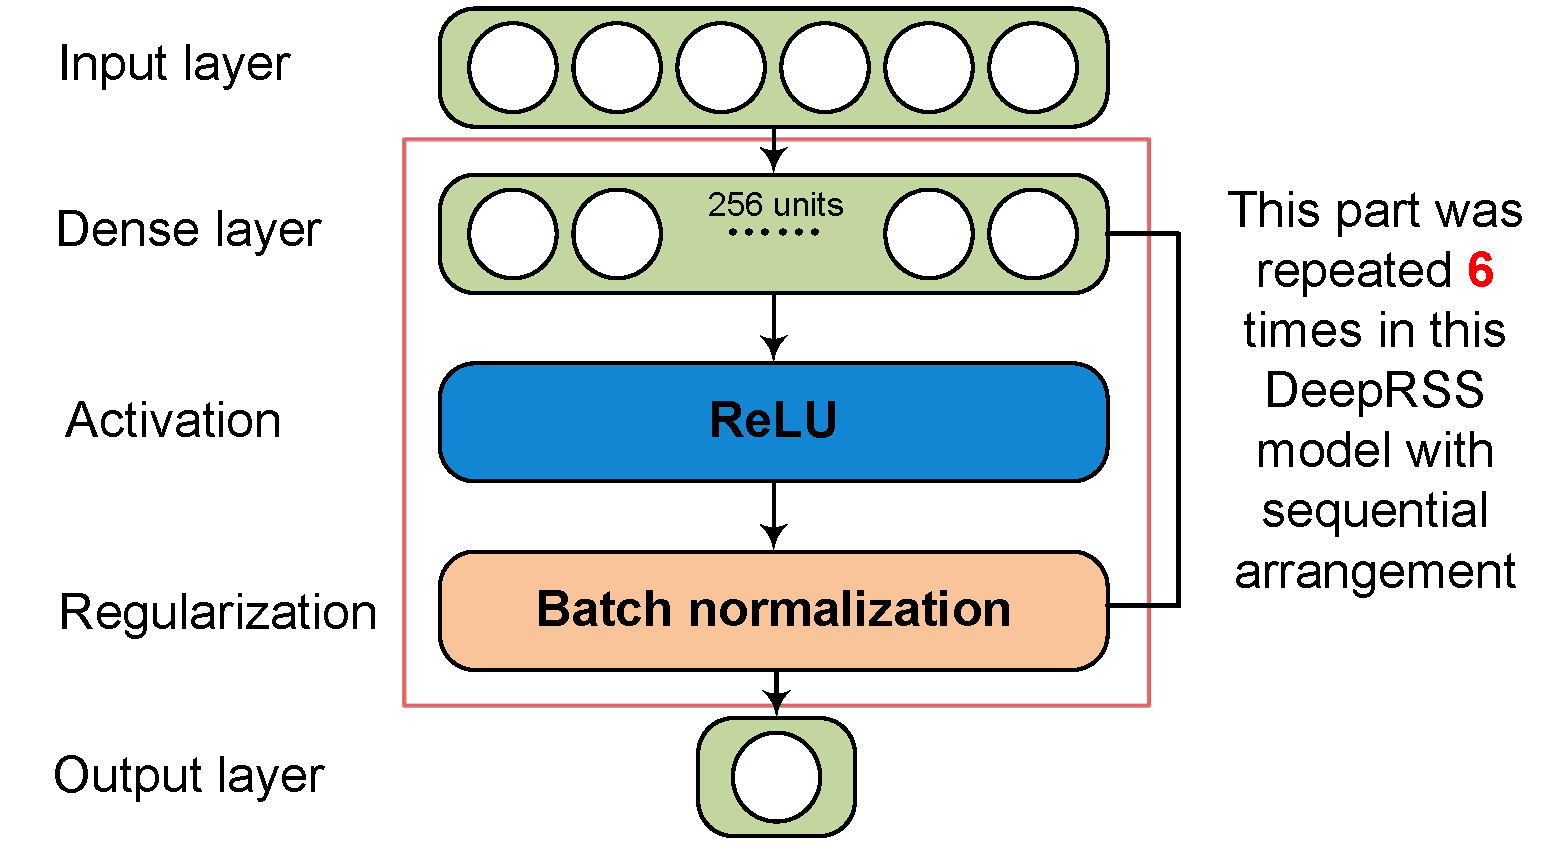 Input layer
Dense layer
256 units
Activation
ReLU
Regularization
Batch normalization
Output layer
This part was
repeated 6
times in this
DeepRSS
model with
sequential
arrangement